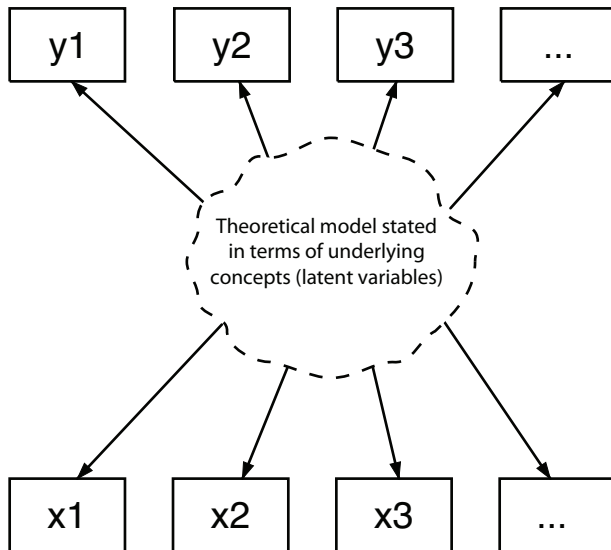 y1 y2 y3 ...
Theoretical model stated
in terms of underlying
concepts (latent variables)
x1 x2 x3 ...